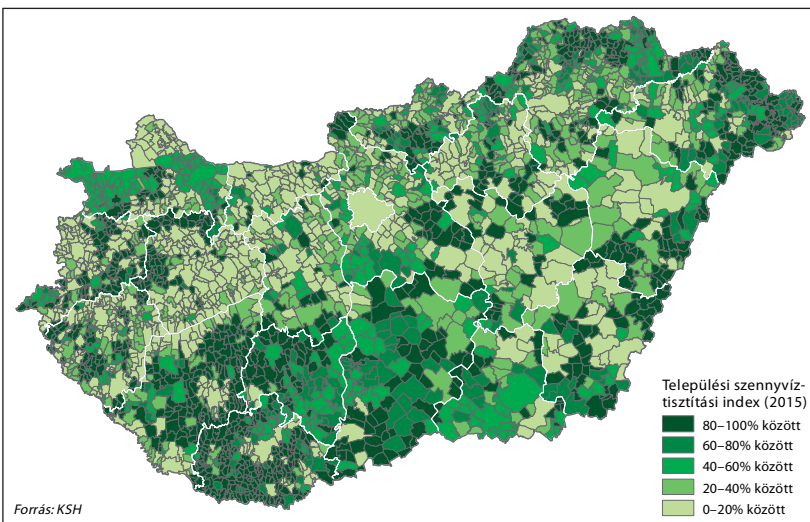 Települési szennyvíz-
tisztítási index (2015)
80–100% között
60–80% között
40–60% között
20–40% között
0–20% között
Forrás: KSH